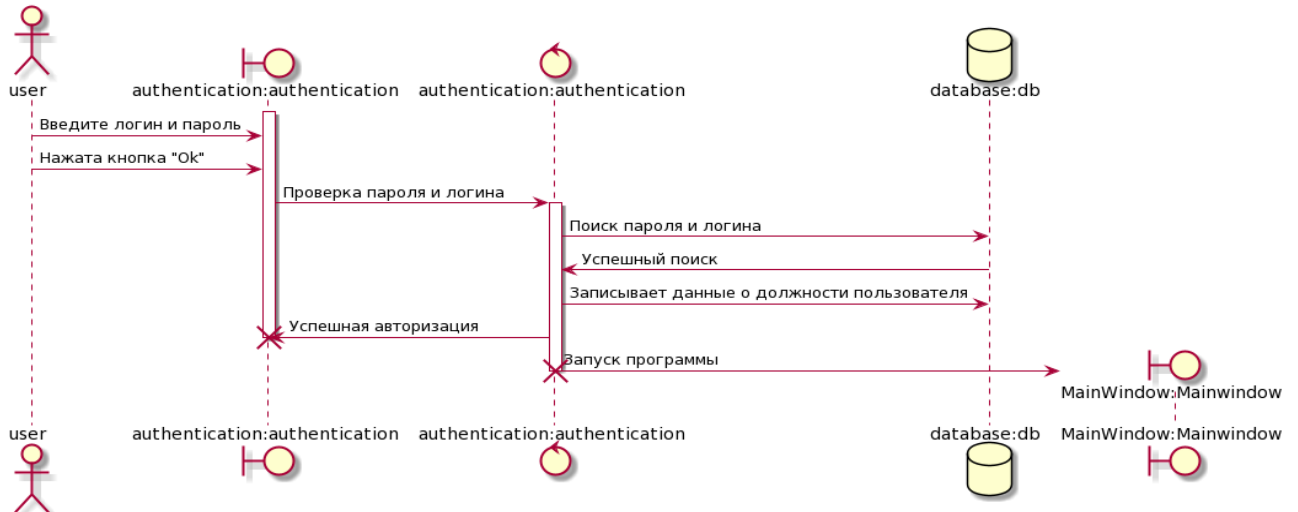 user
authentication:authentication
authentication:authentication
database:db
Введите логин и пароль
Нажата кнопка "Ok"
Проверка пароля и логина
Поиск пароля и логина
Успешный поиск
Записывает данные о должности пользователя
Успешная авторизация
Запуск программы
MainWindow:Mainwindow
user
authentication:authentication
authentication:authentication
database:db
MainWindow:Mainwindow